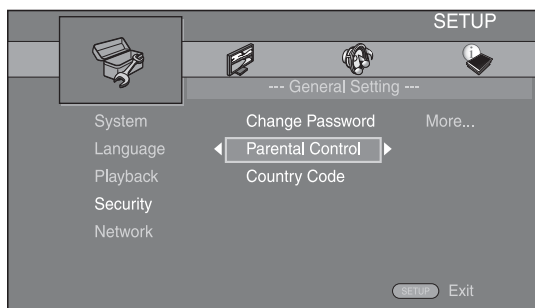 SETUP
--- General Setting ---
System
Change Password
More...
Language
Parental Control
Playback
Country Code
Security
Network
SETUP Exit